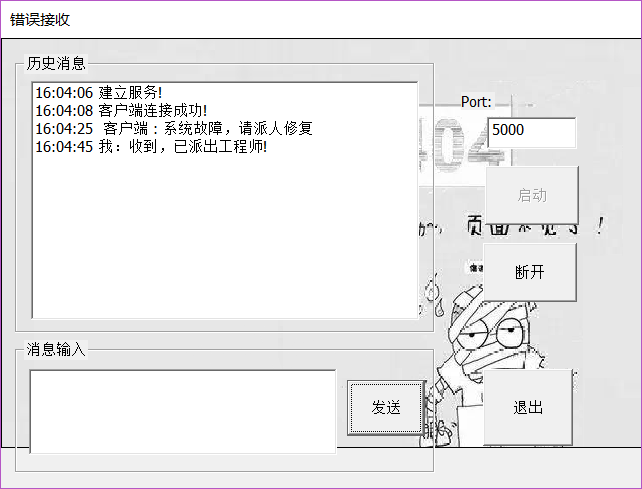 错误接收
历史消息
16:04:06 建立服务!
16:04:08 客户端连接成功!
16:04:25  客户端：系统故障，请派人修复
16:04:45 我：收到，已派出工程师!
Port:
5000
404
启动
页面不见了！
断开
消息输入
发送
退出